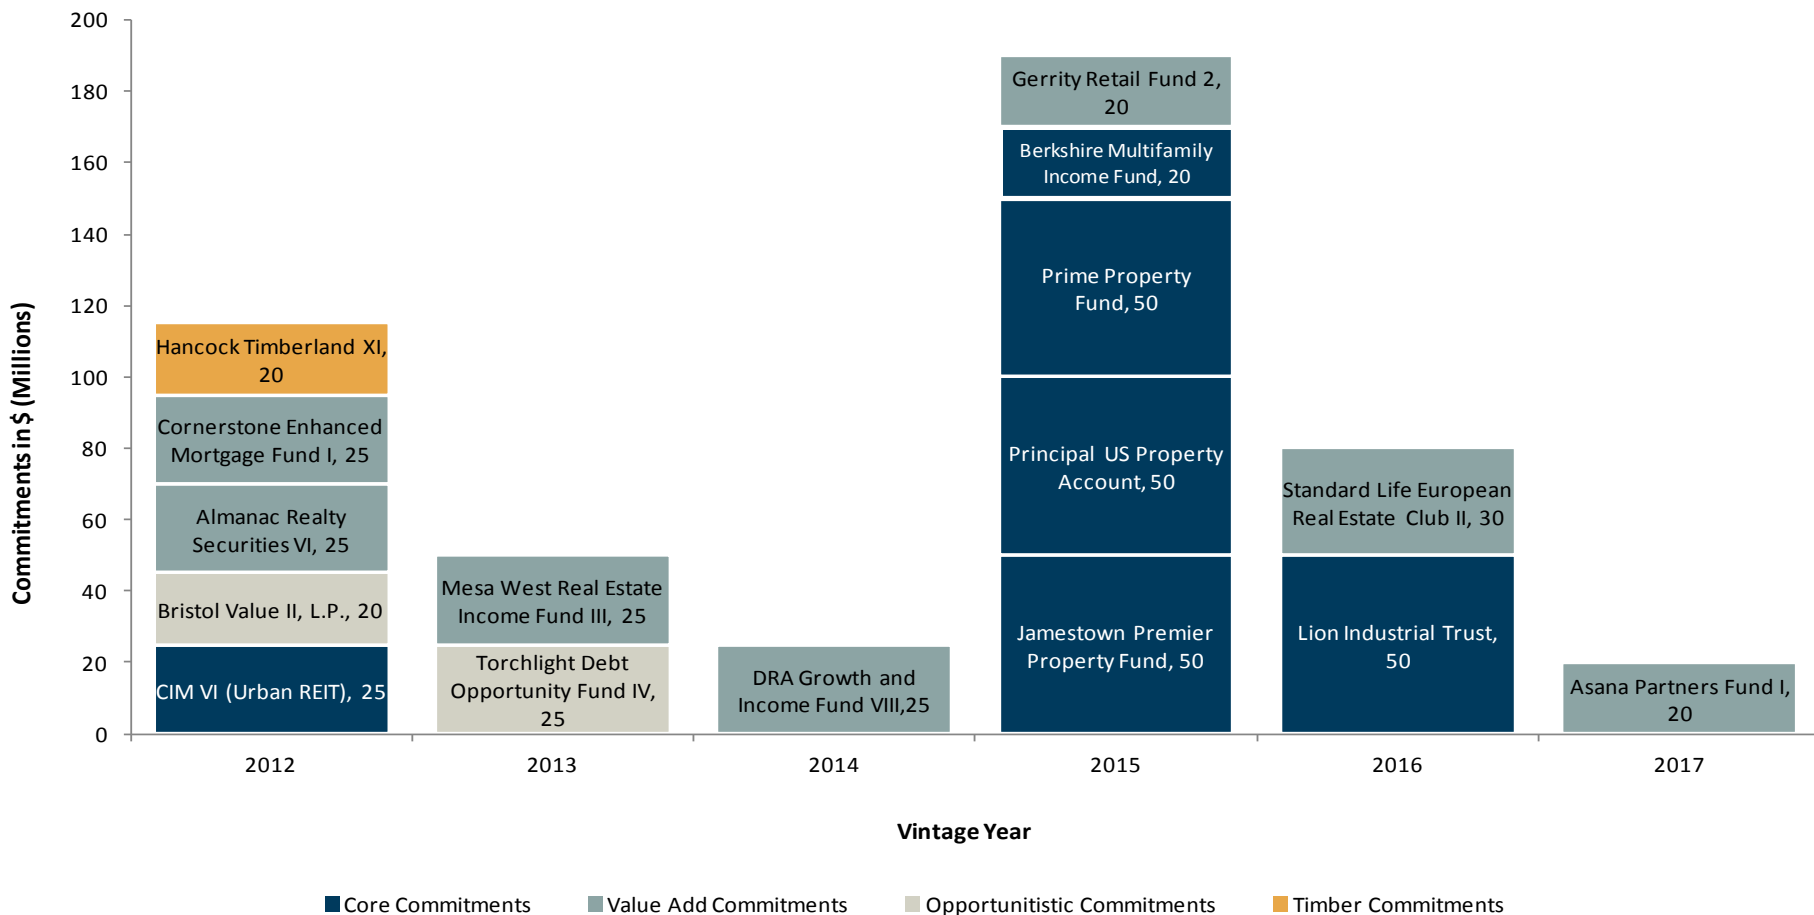 Commitments in $ (Millions)
200
180
160
140
120
100
80
60
40
20
0
Hancock Timberland XI,
20
Cornerstone Enhanced
Mortgage Fund I, 25
Almanac Realty
Securities VI, 25
Bristol Value II, L.P., 20
CIM VI (Urban REIT), 25
Mesa West Real Estate
Income Fund III, 25
Torchlight Debt
Opportunity Fund IV,
25
DRA Growth and
Income Fund VIII,25
Gerrity Retail Fund 2,
20
Berkshire Multifamily
Income Fund, 20
Prime Property
Fund, 50
Principal US Property
Account, 50
Jamestown Premier
Property Fund, 50
Standard Life European
Real Estate Club II, 30
Lion Industrial Trust,
50
Asana Partners Fund I,
20
2012
2013
2014
2015
2016
2017
Vintage Year
Core Commitments
Value Add Commitments
Opportunitistic Commitments
Timber Commitments